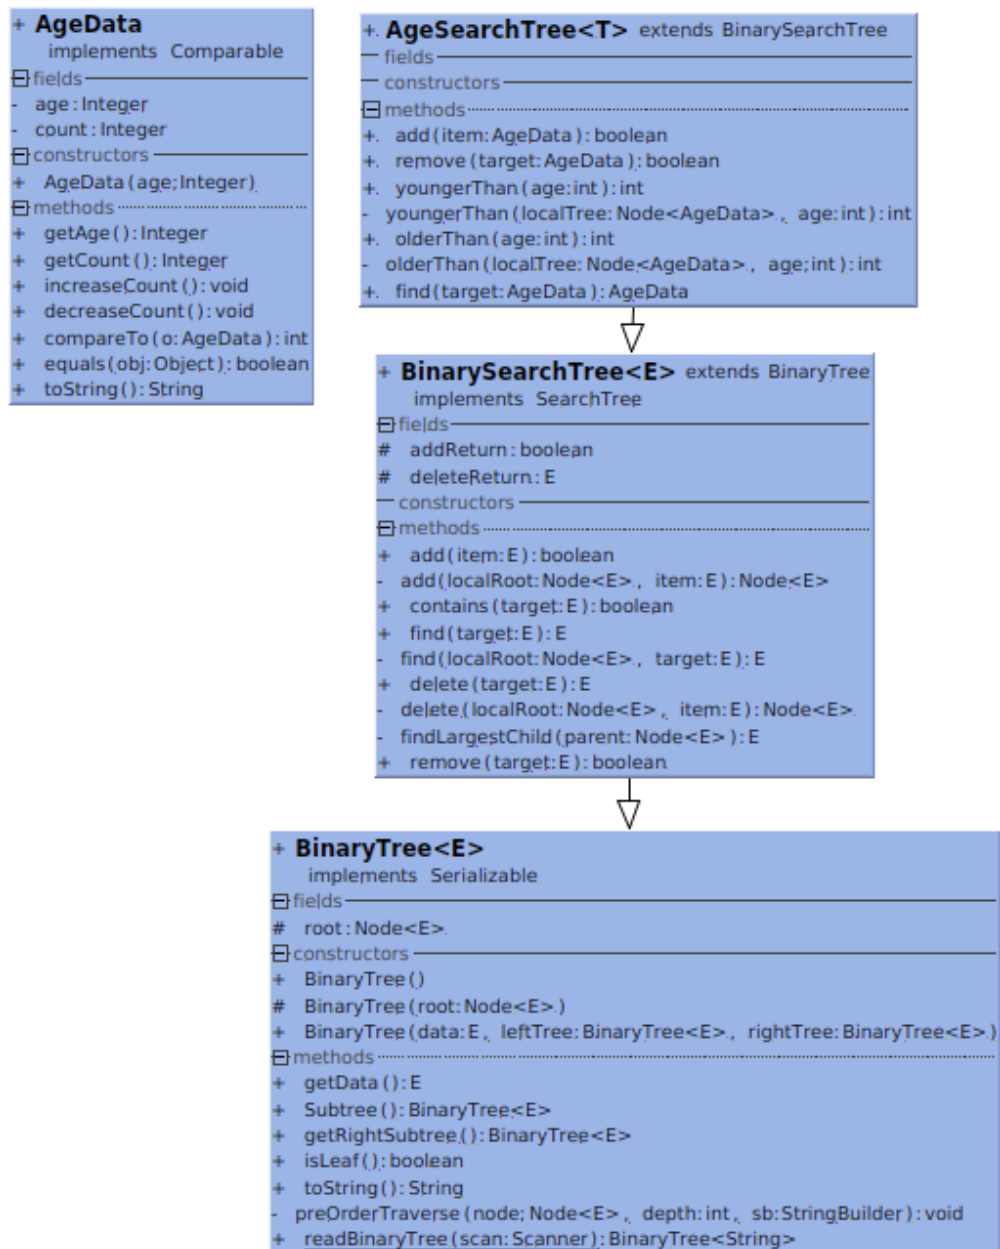 + AgeData
implements Comparable
fields
- age:Integer
- count:Integer
constructors
+ AgeData(age:Integer)
methods
+ getAge():Integer
+ getCount():Integer
+ increaseCount():void
+ decreaseCount():void
+ compareTo(o:AgeData):int
+ equals(obj:Object):boolean
+ toString():String
+ AgeSearchTree<T> extends BinarySearchTree
fields
constructors
methods
+ add(item:AgeData):boolean
+ remove(target:AgeData):boolean
+ youngerThan(age:int):int
- youngerThan(localTree:Node<AgeData>, age:int):int
+ olderThan(age:int):int
- olderThan(localTree:Node<AgeData>, age:int):int
+ find(target:AgeData):AgeData
+ BinarySearchTree<E> extends BinaryTree
implements SearchTree
fields
# addReturn:boolean
# deleteReturn:E
constructors
methods
+ add(item:E):boolean
- add(localRoot:Node<E>, item:E):Node<E>
+ contains(target:E):boolean
+ find(target:E):E
- find(localRoot:Node<E>, target:E):E
+ delete(target:E):E
- delete(localRoot:Node<E>, item:E):Node<E>
- findLargestChild(parent:Node<E>):E
+ remove(target:E):boolean
+ BinaryTree<E>
implements Serializable
fields
# root:Node<E>
constructors
+ BinaryTree()
# BinaryTree(root:Node<E>)
+ BinaryTree(data:E, leftTree:BinaryTree<E>, rightTree:BinaryTree<E>)
methods
+ getData():E
+ Subtree():BinaryTree<E>
+ getRightSubtree():BinaryTree<E>
+ isLeaf():boolean
+ toString():String
- preOrderTraverse(node:Node<E>, depth:int, sb:StringBuilder):void
+ readBinaryTree(scan:Scanner):BinaryTree<String>